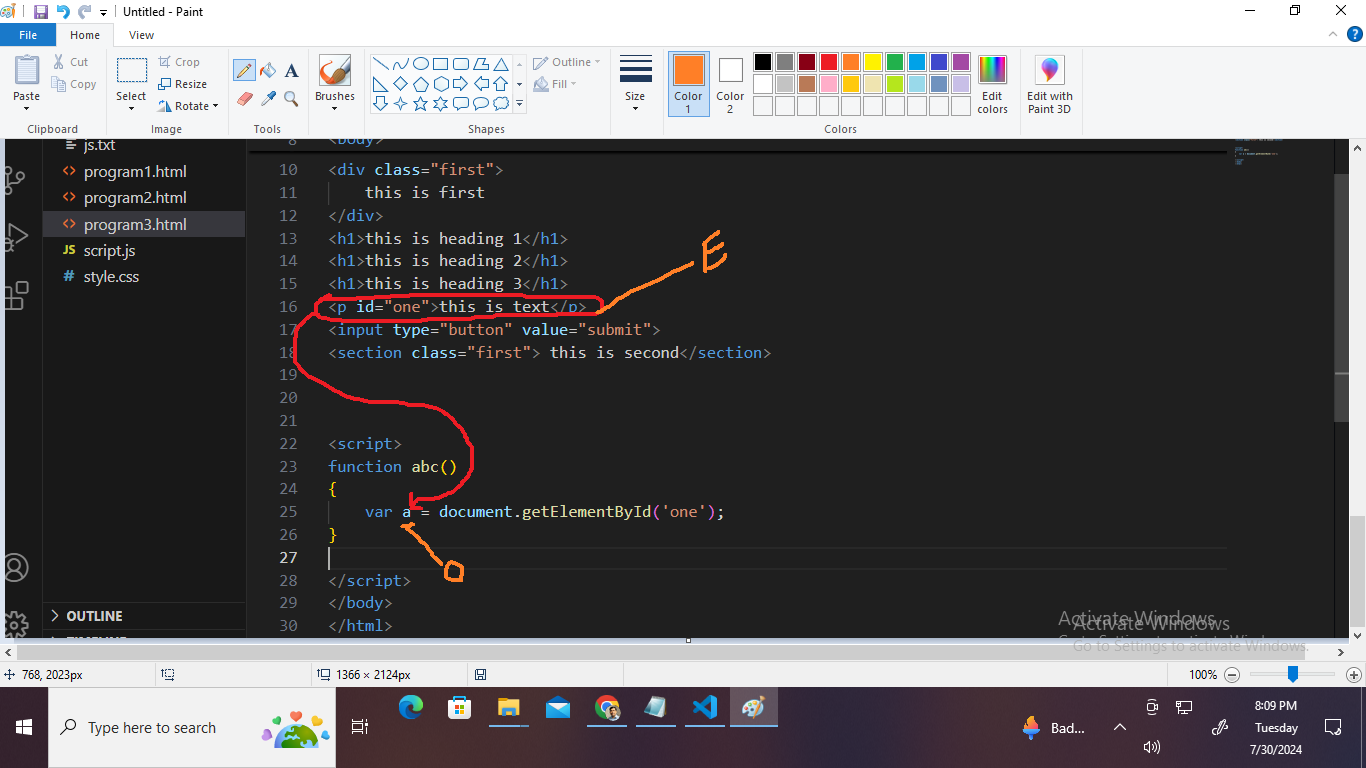 Untitled - Paint
File Home View
Paste
Cut
Copy
Clipboard
Select
Crop
Resize
Rotate
Image
A
Tools
Brushes
Outline
Fill
Shapes
Size
Color 1
Color 2
Edit colors
Colors
Edit with Paint 3D
js.txt
program1.html
program2.html
program3.html
JS script.js
# style.css
OUTLINE
TIMELINE
8 <body>
10 <div class="first">
11 this is first
12 </div>
13 <h1>this is heading 1</h1>
14 <h1>this is heading 2</h1>
15 <h1>this is heading 3</h1>
16 <p id="one">this is text</p>
17 <input type="button" value="submit">
18 <section class="first"> this is second</section>
19
20
21
22 <script>
23 function abc()
24 {
25 var a = document.getElementById('one');
26 }
27
28 </script>
29 </body>
30 </html>
E
O
Activate Windows
Activate Windows
Go to Settings to activate Windows.
768, 2023px
1366 × 2124px
100%
Type here to search
Bad...
8:09 PM
Tuesday
7/30/2024